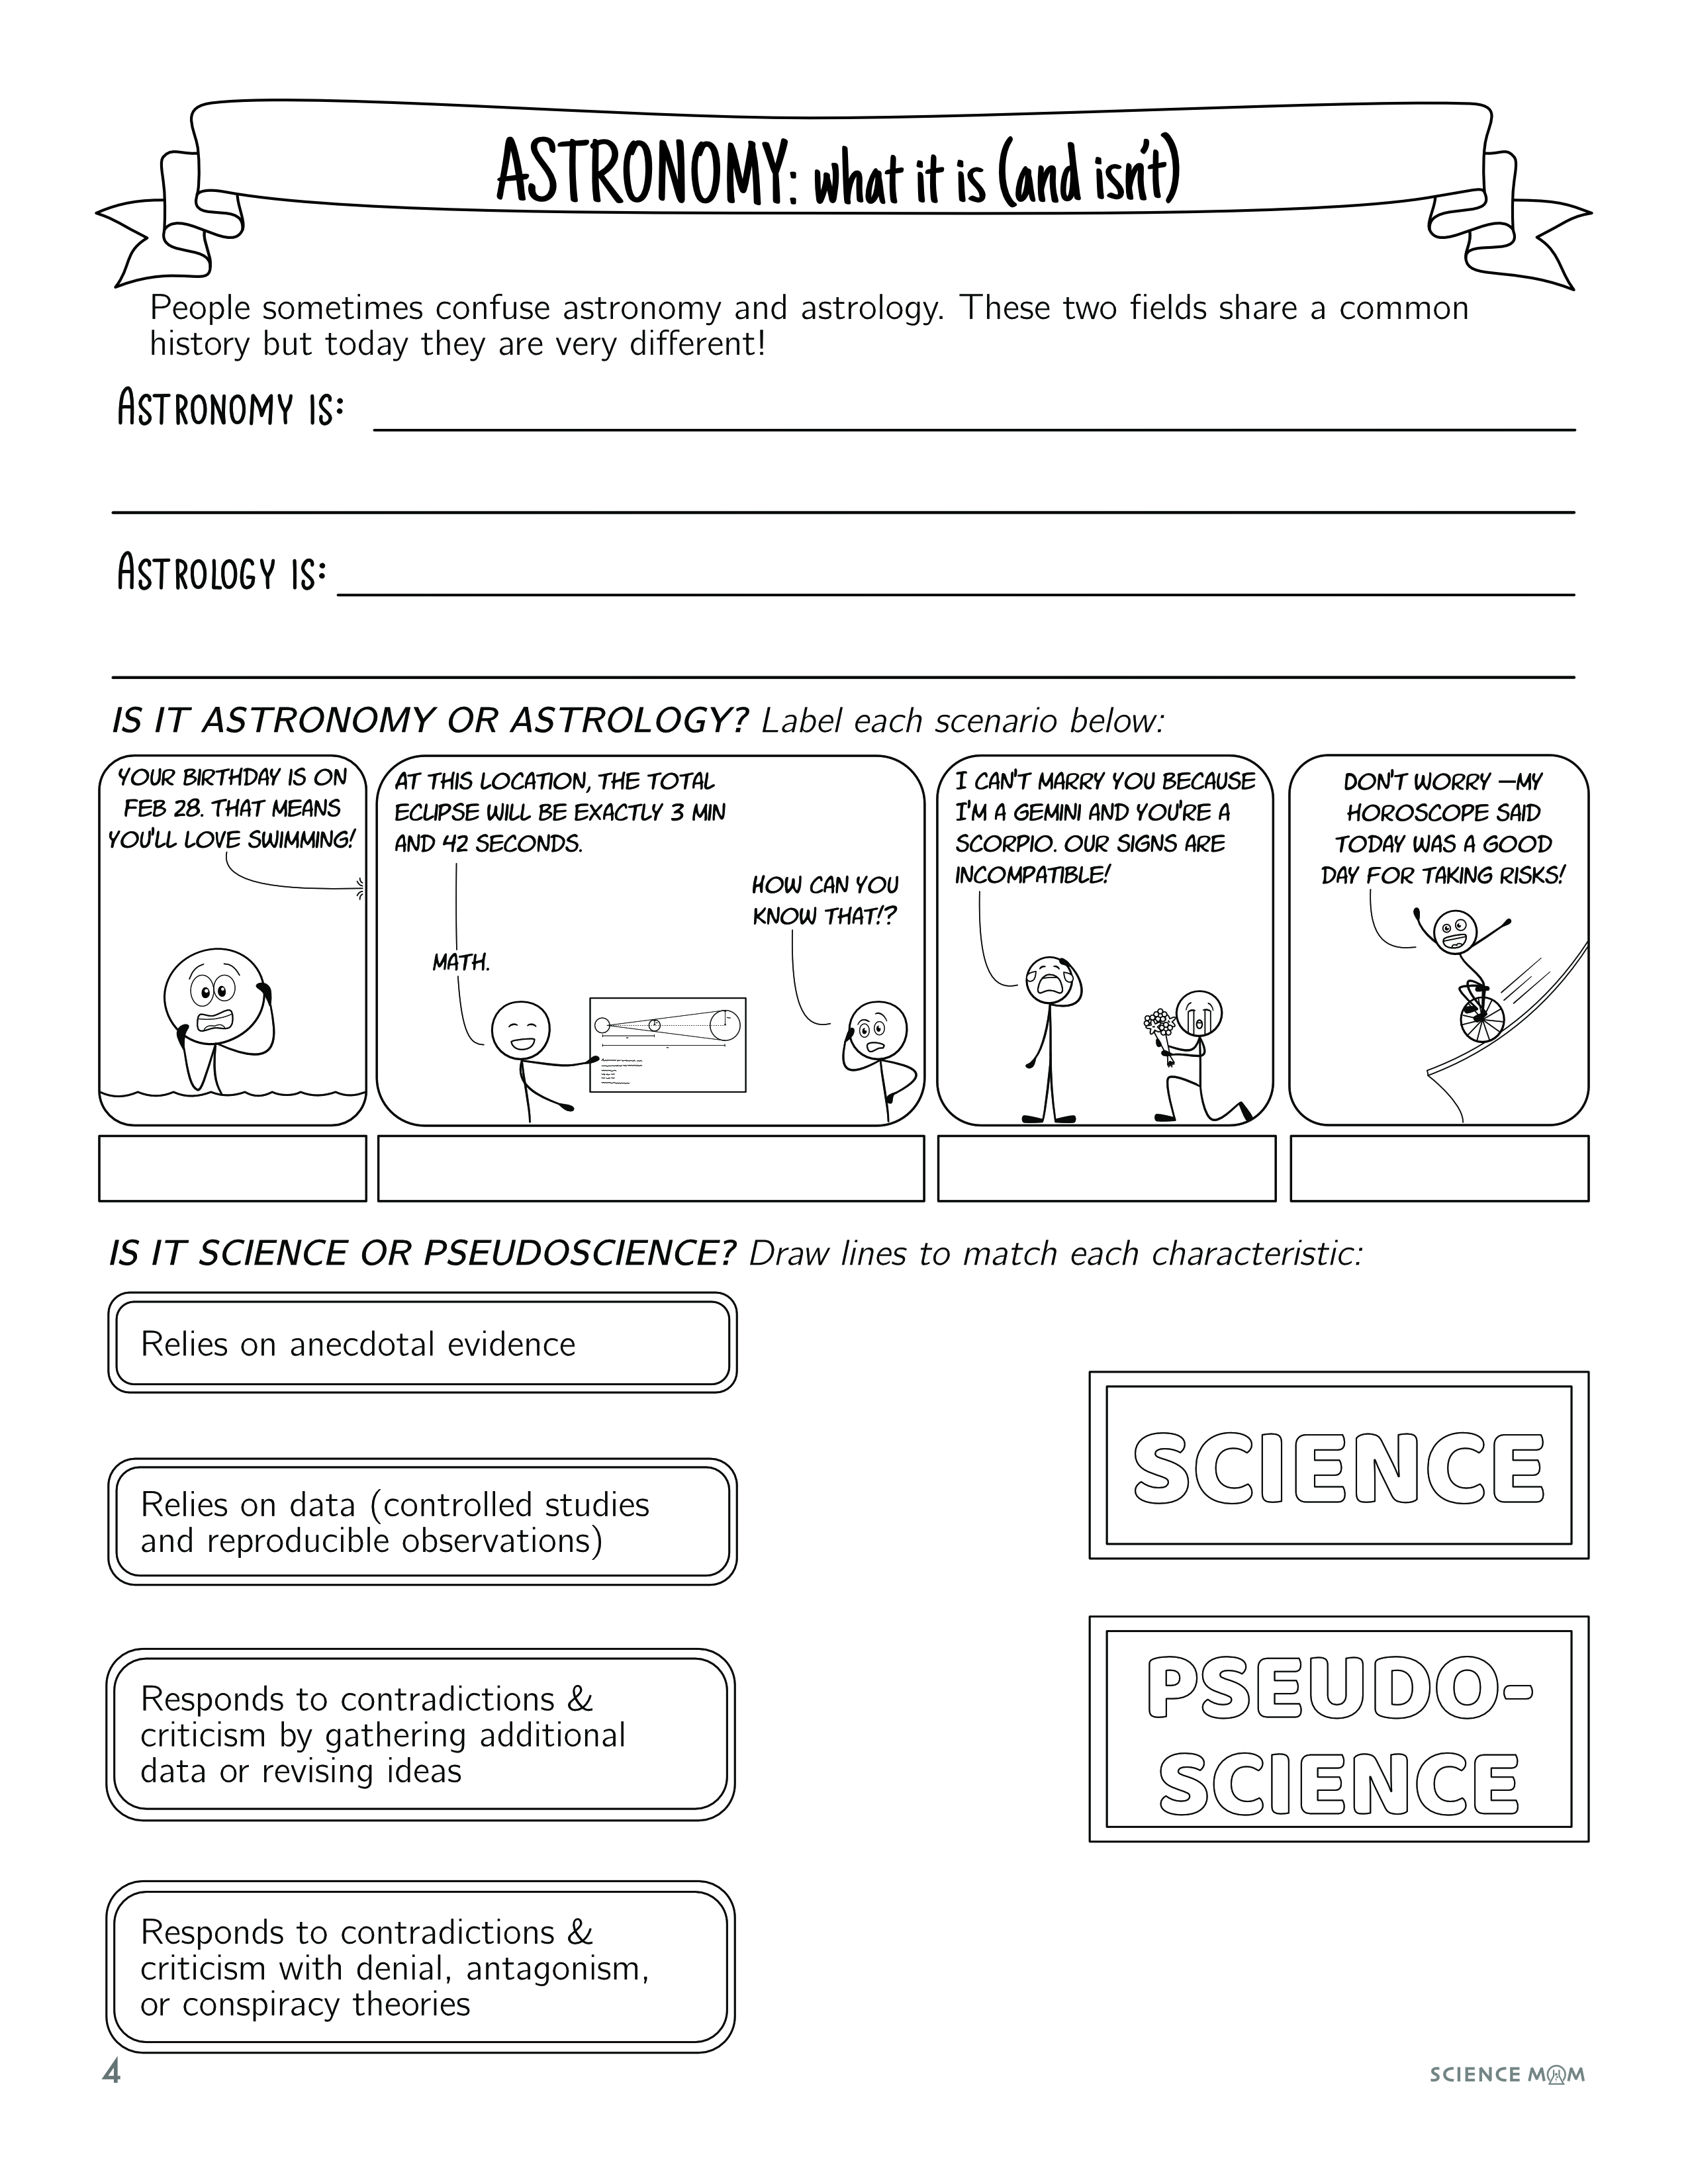 ASTRONOMY: what it is (and isn't)
People sometimes confuse astronomy and astrology. These two fields share a common
history but today they are very different!
ASTRONOMY IS:
ASTROLOGY IS:
IS IT ASTRONOMY OR ASTROLOGY? Label each scenario below:
YOUR BIRTHDAY IS ON
FEB 28. THAT MEANS
YOU'LL LOVE SWIMMING!
AT THIS LOCATION, THE TOTAL
ECLIPSE WILL BE EXACTLY 3 MIN
AND 42 SECONDS.
HOW CAN YOU
KNOW THAT!?
MATH.
I CAN'T MARRY YOU BECAUSE
I'M A GEMINI AND YOU'RE A
SCORPIO. OUR SIGNS ARE
INCOMPATIBLE!
DON'T WORRY —MY
HOROSCOPE SAID
TODAY WAS A GOOD
DAY FOR TAKING RISKS!
IS IT SCIENCE OR PSEUDOSCIENCE? Draw lines to match each characteristic:
Relies on anecdotal evidence
Relies on data (controlled studies
and reproducible observations)
Responds to contradictions &
criticism by gathering additional
data or revising ideas
Responds to contradictions &
criticism with denial, antagonism,
or conspiracy theories
SCIENCE
PSEUDO-
SCIENCE
4
SCIENCE MOM